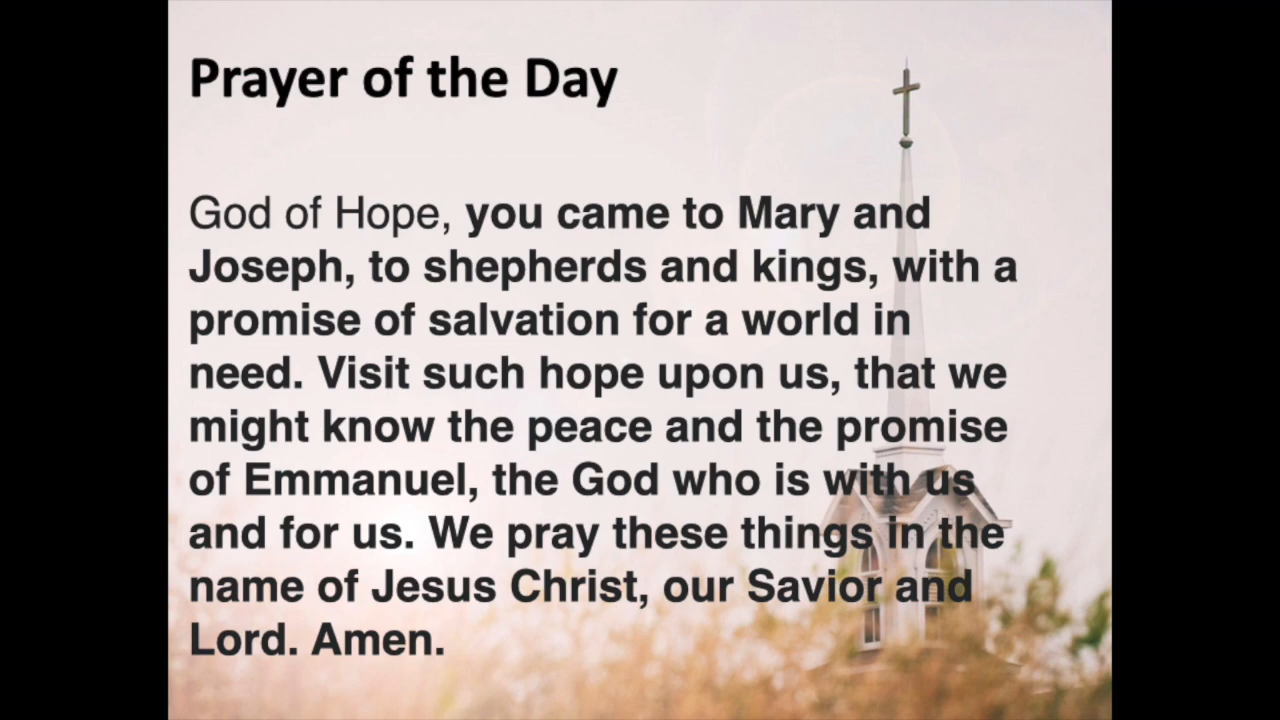 Prayer of the Day
God of Hope, you came to Mary and
Joseph, to shepherds and kings, with a
promise of salvation for a world in
need. Visit such hope upon us, that we
might know the peace and the promise
of Emmanuel, the God who is with us
and for us. We pray these things in the
name of Jesus Christ, our Savior and
Lord. Amen.